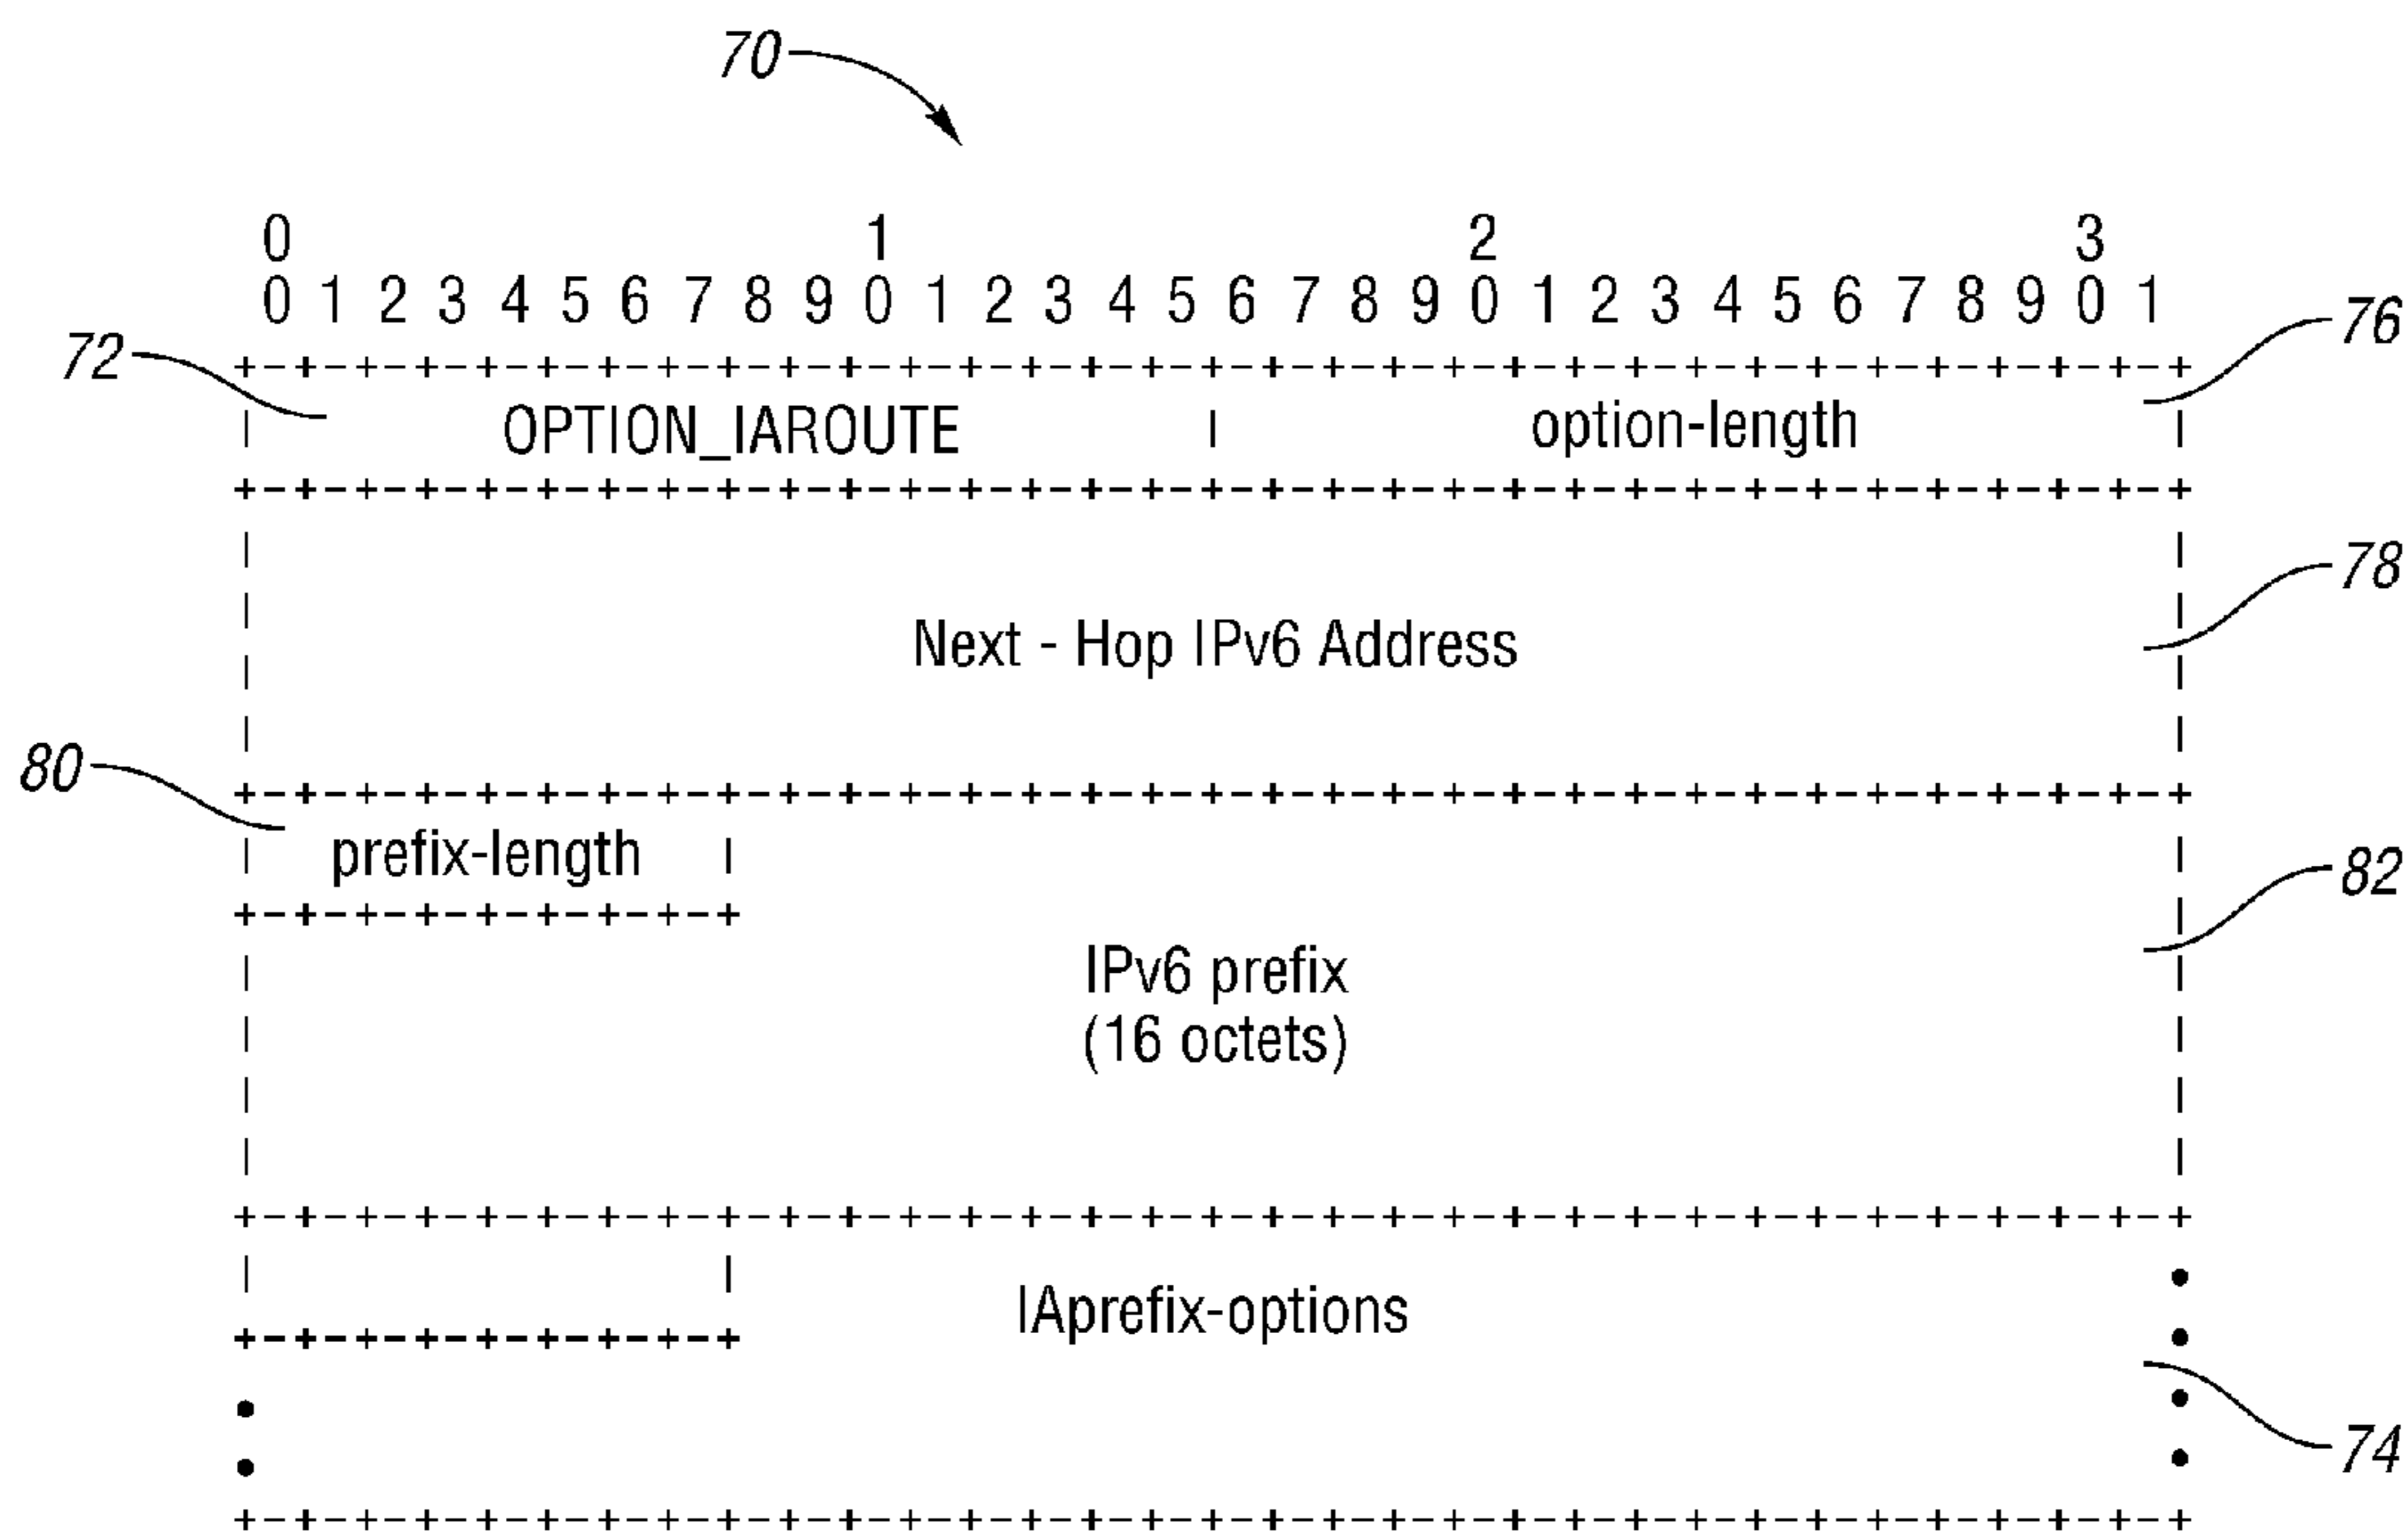 70
0 1 2 3
0 1 2 3 4 5 6 7 8 9 0 1 2 3 4 5 6 7 8 9 0 1 2 3 4 5 6 7 8 9 0 1
72
76
OPTION_IAROUTE option-length
78
Next - Hop IPv6 Address
80
prefix-length
82
IPv6 prefix
(16 octets)
IAprefix-options
74